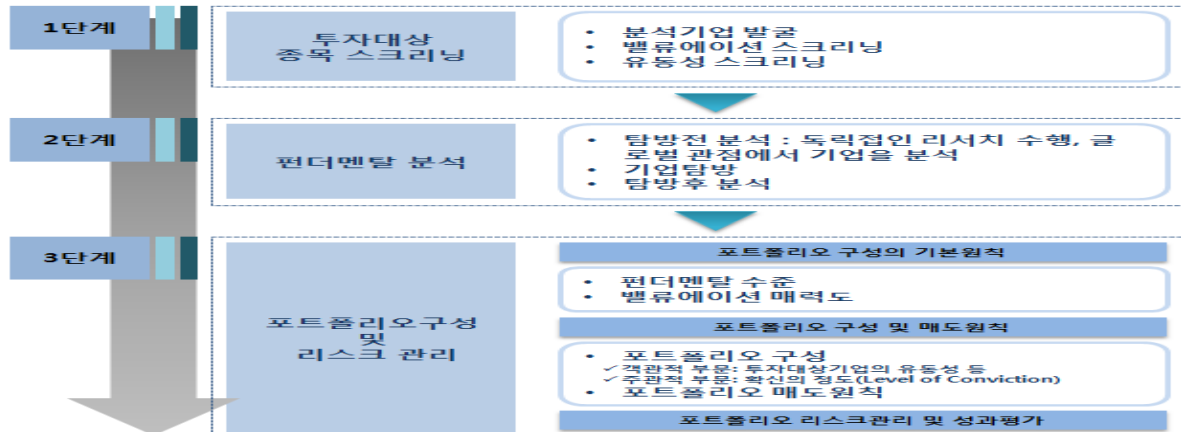 1단계
투자대상
종목 스크리닝
• 분석기업 발굴
• 밸류에이션 스크리닝
• 유동성 스크리닝
2단계
펀더멘탈 분석
• 탐방전 분석 : 독립접인 리서치 수행, 글
로벌 관점에서 기업을 분석
• 기업탐방
• 탐방후 분석
3단계
포트폴리오구성
및
리스크 관리
포트폴리오 구성의 기본원칙
• 펀더멘탈 수준
• 밸류에이션 매력도
포트폴리오 구성 및 매도원칙
• 포트폴리오 구성
✓객관적 부문: 투자대상기업의 유동성 등
✓주관적 부문: 확신의 정도(Level of Conviction)
• 포트폴리오 매도원칙
포트폴리오 리스크관리 및 성과평가